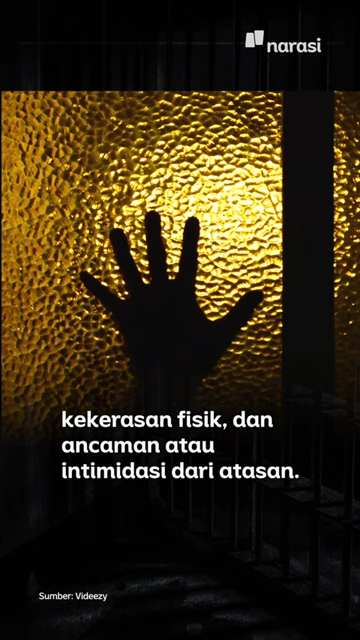 narasi
kekerasan fisik, dan
ancaman atau
intimidasi dari atasan.
Sumber: Videezy